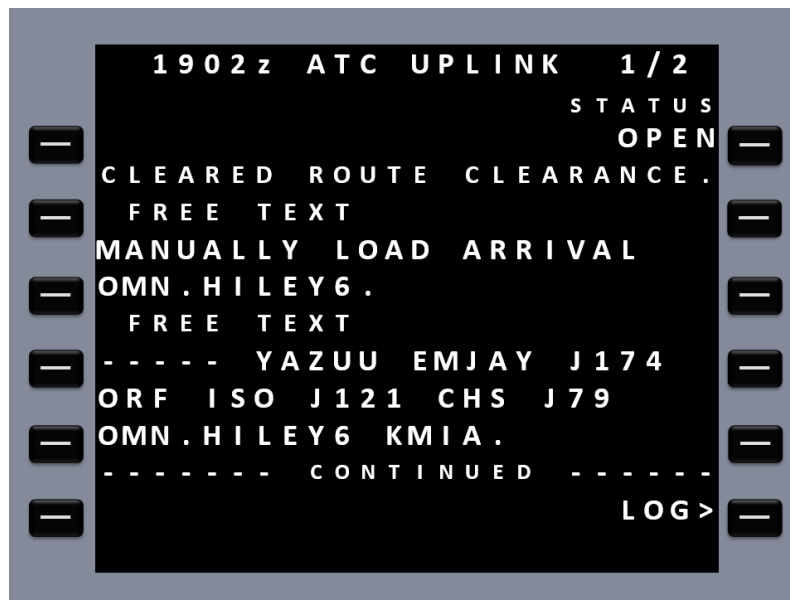 1902z ATC UPLINK 1/2
STATUS
OPEN
CLEARED ROUTE CLEARANCE.
FREE TEXT
MANUALLY LOAD ARRIVAL
OMN.HILEY6.
FREE TEXT
----- YAZUU EMJAY J174
ORF ISO J121 CHS J79
OMN.HILEY6 KMIA.
------- CONTINUED ------
LOG>